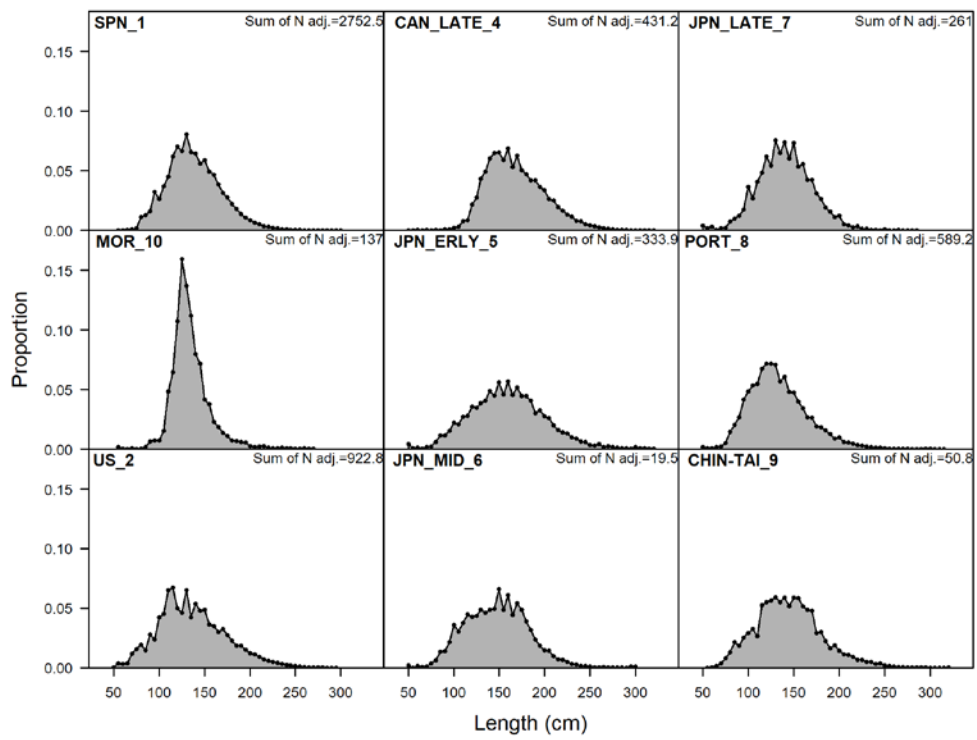 SPN_1 Sum of N adj.=2752.5 CAN_LATE_4 Sum of N adj.=431.2 JPN_LATE_7 Sum of N adj.=261
0.15
0.10
0.05
0.00
MOR_10 Sum of N adj.=137 JPN_ERLY_5 Sum of N adj.=333.9 PORT_8 Sum of N adj.=589.2
0.15
0.10
0.05
0.00
US_2 Sum of N adj.=922.8 JPN_MID_6 Sum of N adj.=19.5 CHIN-TAI_9 Sum of N adj.=50.8
0.15
0.10
0.05
0.00
Proportion
50 100 150 200 250 300 50 100 150 200 250 300 50 100 150 200 250 300
Length (cm)